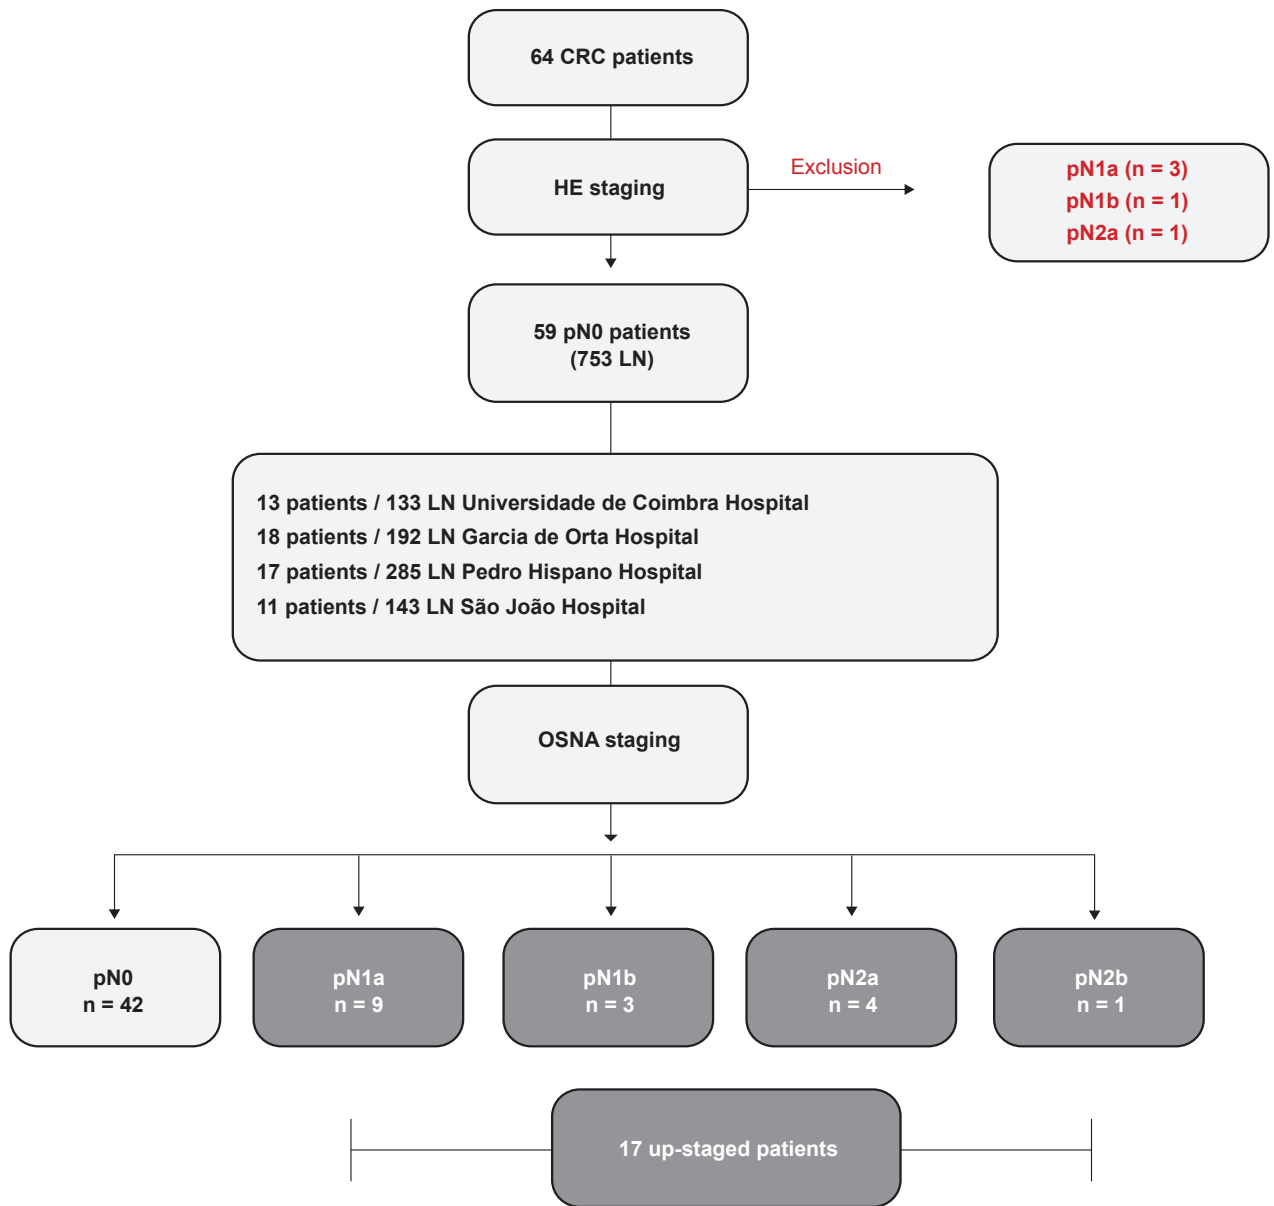 64 CRC patients
HE staging
Exclusion
pN1a (n = 3)
pN1b (n = 1)
pN2a (n = 1)
59 pN0 patients
(753 LN)
13 patients / 133 LN Universidade de Coimbra Hospital
18 patients / 192 LN Garcia de Orta Hospital
17 patients / 285 LN Pedro Hispano Hospital
11 patients / 143 LN São João Hospital
OSNA staging
pN0
n = 42
pN1a
n = 9
pN1b
n = 3
pN2a
n = 4
pN2b
n = 1
17 up-staged patients